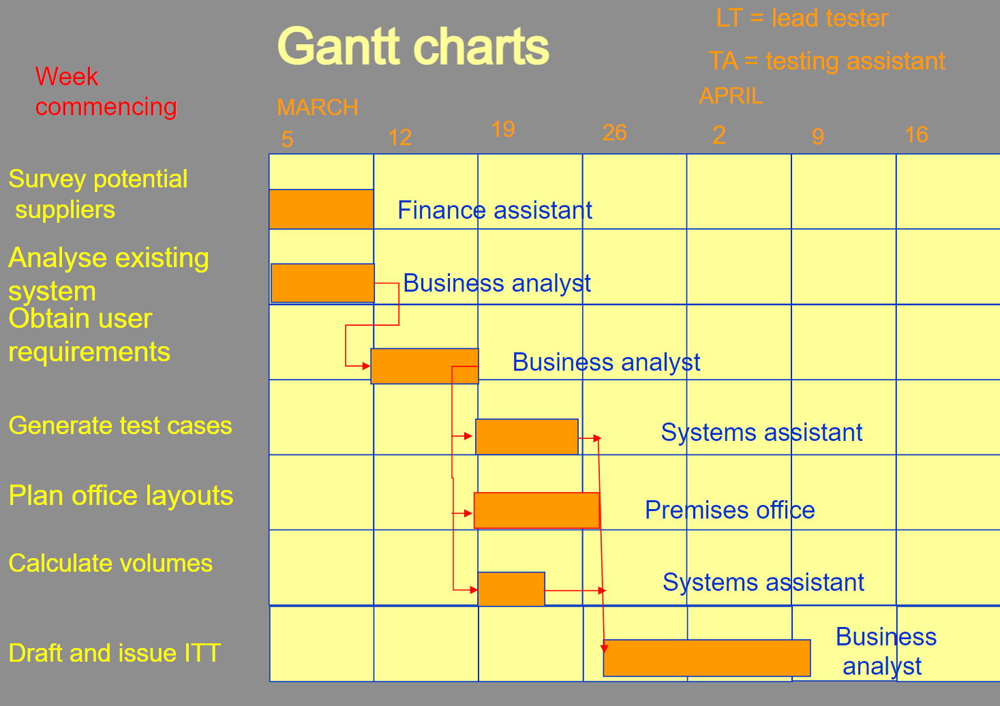 LT = lead tester
Gantt charts
TA = testing assistant
Week
commencing
MARCH
APRIL
5 12 19 26 2 9 16
Survey potential
suppliers
Finance assistant
Analyse existing
system
Business analyst
Obtain user
requirements
Business analyst
Generate test cases
Systems assistant
Plan office layouts
Premises office
Calculate volumes
Systems assistant
Draft and issue ITT
Business
analyst